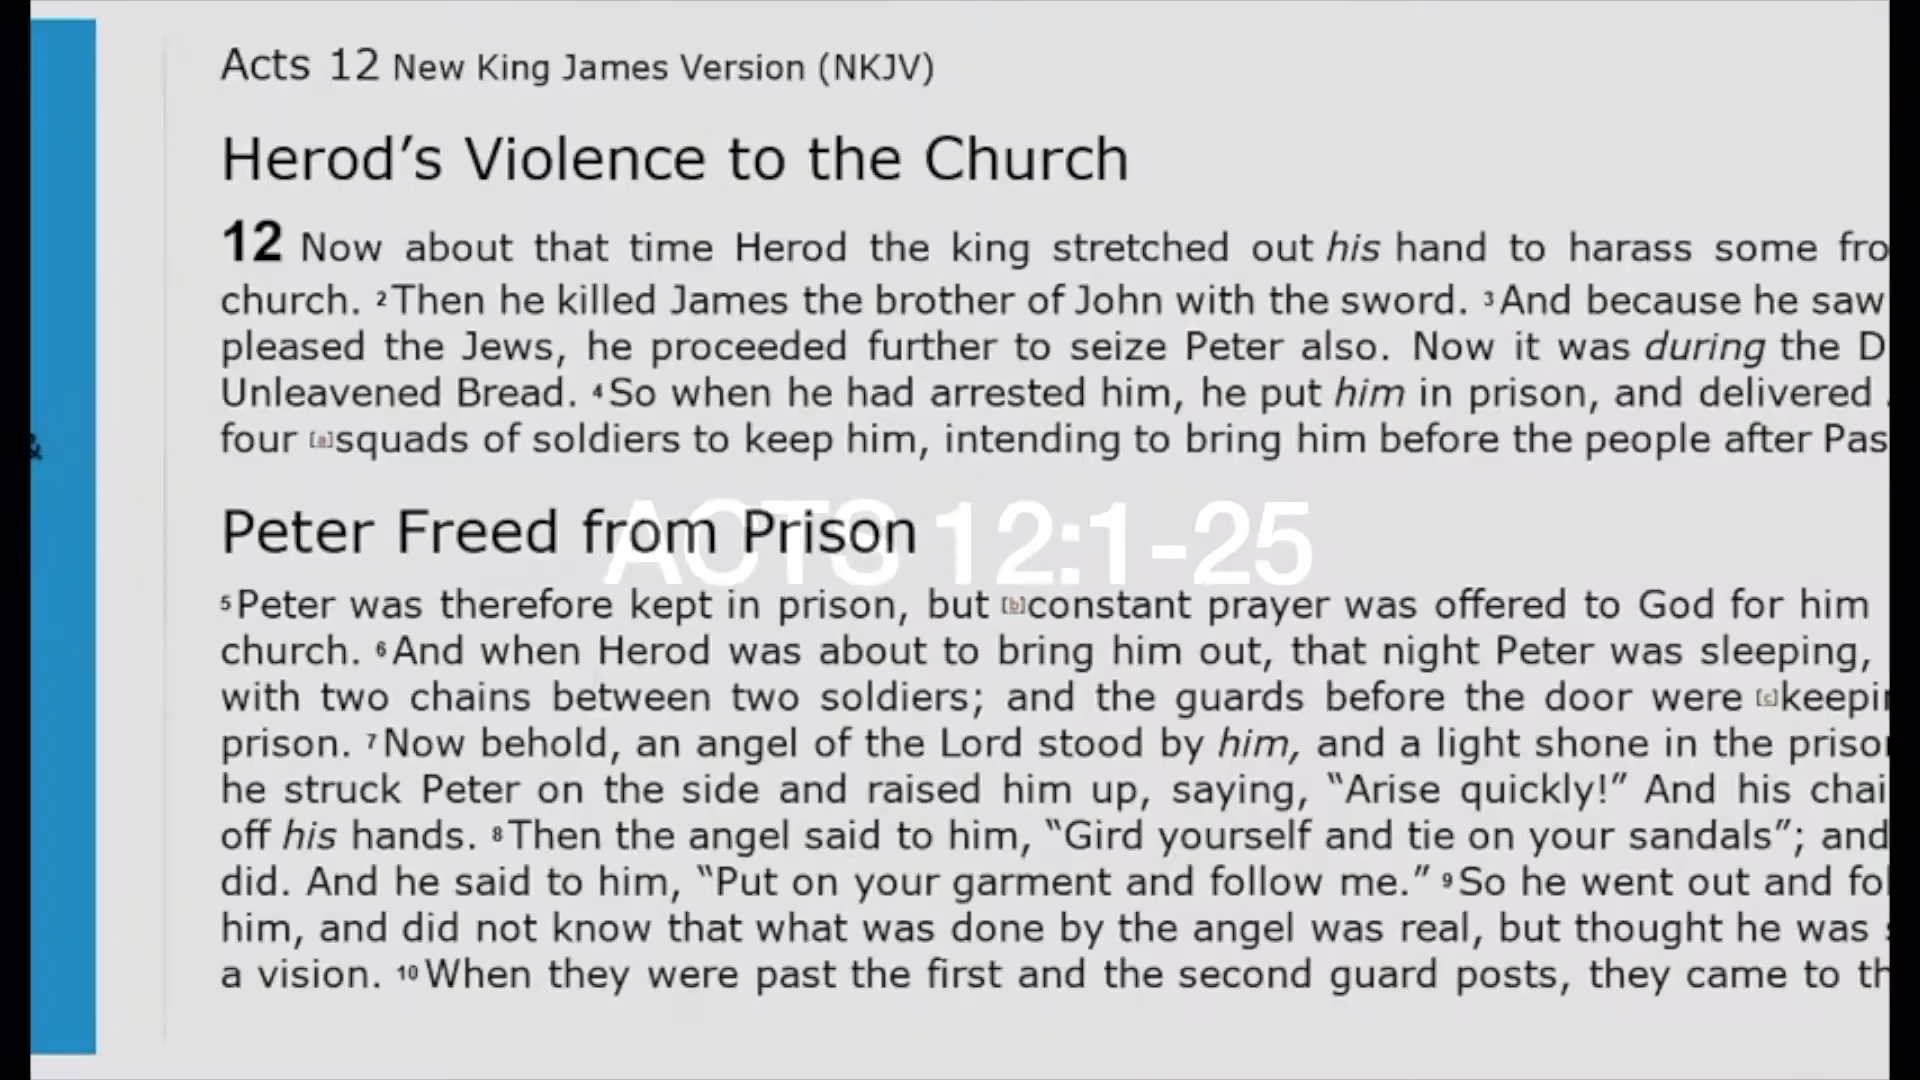 Acts 12 New King James Version (NKJV)
Herod’s Violence to the Church
12 Now about that time Herod the king stretched out his hand to harass some fro
church. 2 Then he killed James the brother of John with the sword. 3 And because he saw
pleased the Jews, he proceeded further to seize Peter also. Now it was during the D
Unleavened Bread. 4 So when he had arrested him, he put him in prison, and delivered
four [a]squads of soldiers to keep him, intending to bring him before the people after Pas
Peter Freed from Prison
ACTS 12:1-25
5 Peter was therefore kept in prison, but [b]constant prayer was offered to God for him
church. 6 And when Herod was about to bring him out, that night Peter was sleeping,
with two chains between two soldiers; and the guards before the door were [c]keepin
prison. 7 Now behold, an angel of the Lord stood by him, and a light shone in the prison
he struck Peter on the side and raised him up, saying, “Arise quickly!” And his chai
off his hands. 8 Then the angel said to him, “Gird yourself and tie on your sandals”; and
did. And he said to him, “Put on your garment and follow me.” 9 So he went out and fol
him, and did not know that what was done by the angel was real, but thought he was
a vision. 10 When they were past the first and the second guard posts, they came to th
&